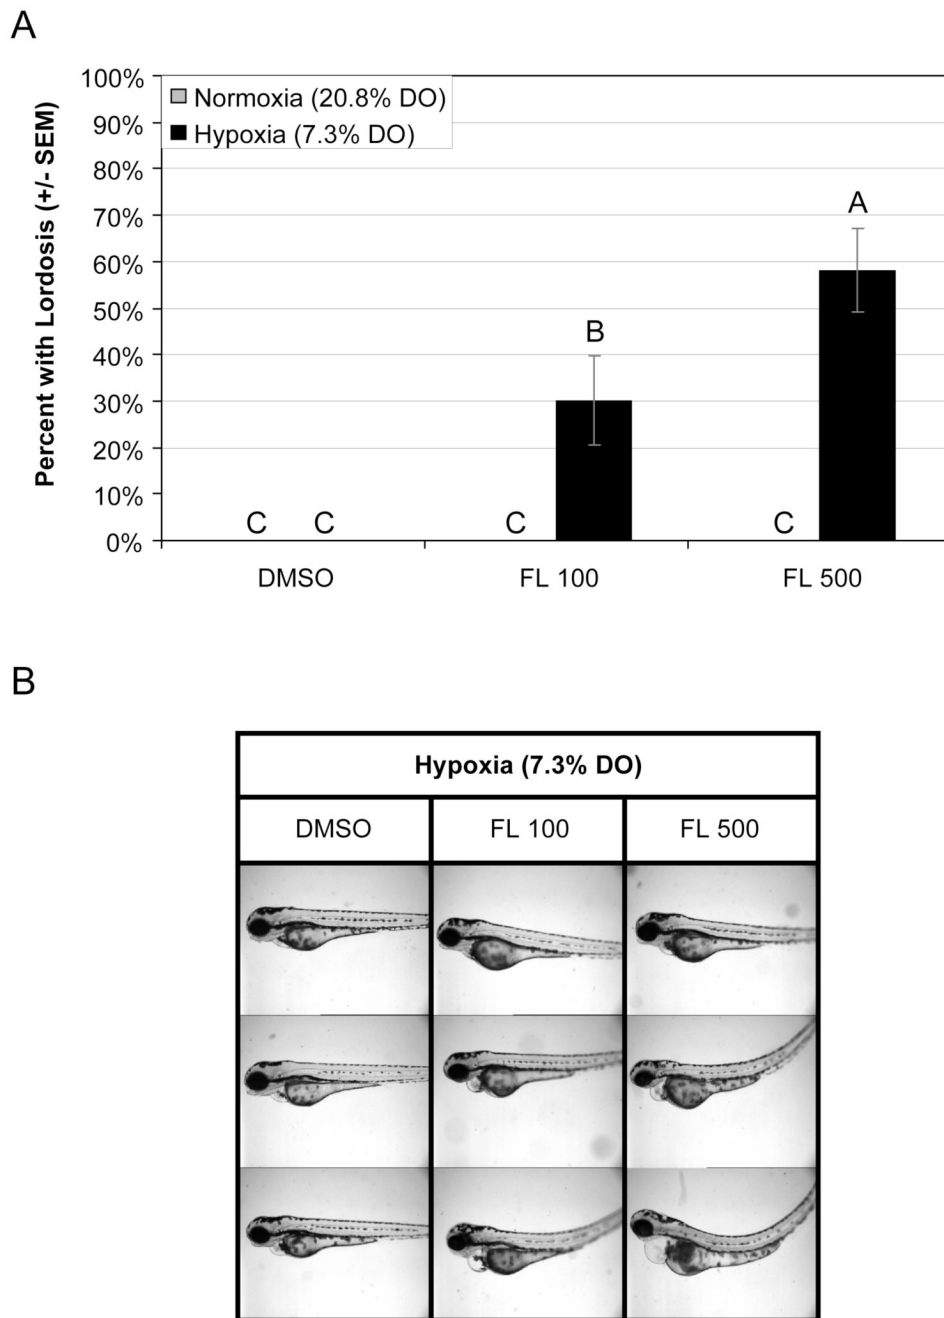 A
Percent with Lordosis (+/- SEM)
100%
90%
80%
70%
60%
50%
40%
30%
20%
10%
0%
Normoxia (20.8% DO)
Hypoxia (7.3% DO)
C
C
C
B
C
A
DMSO
FL 100
FL 500
B
Hypoxia (7.3% DO)
DMSO
FL 100
FL 500